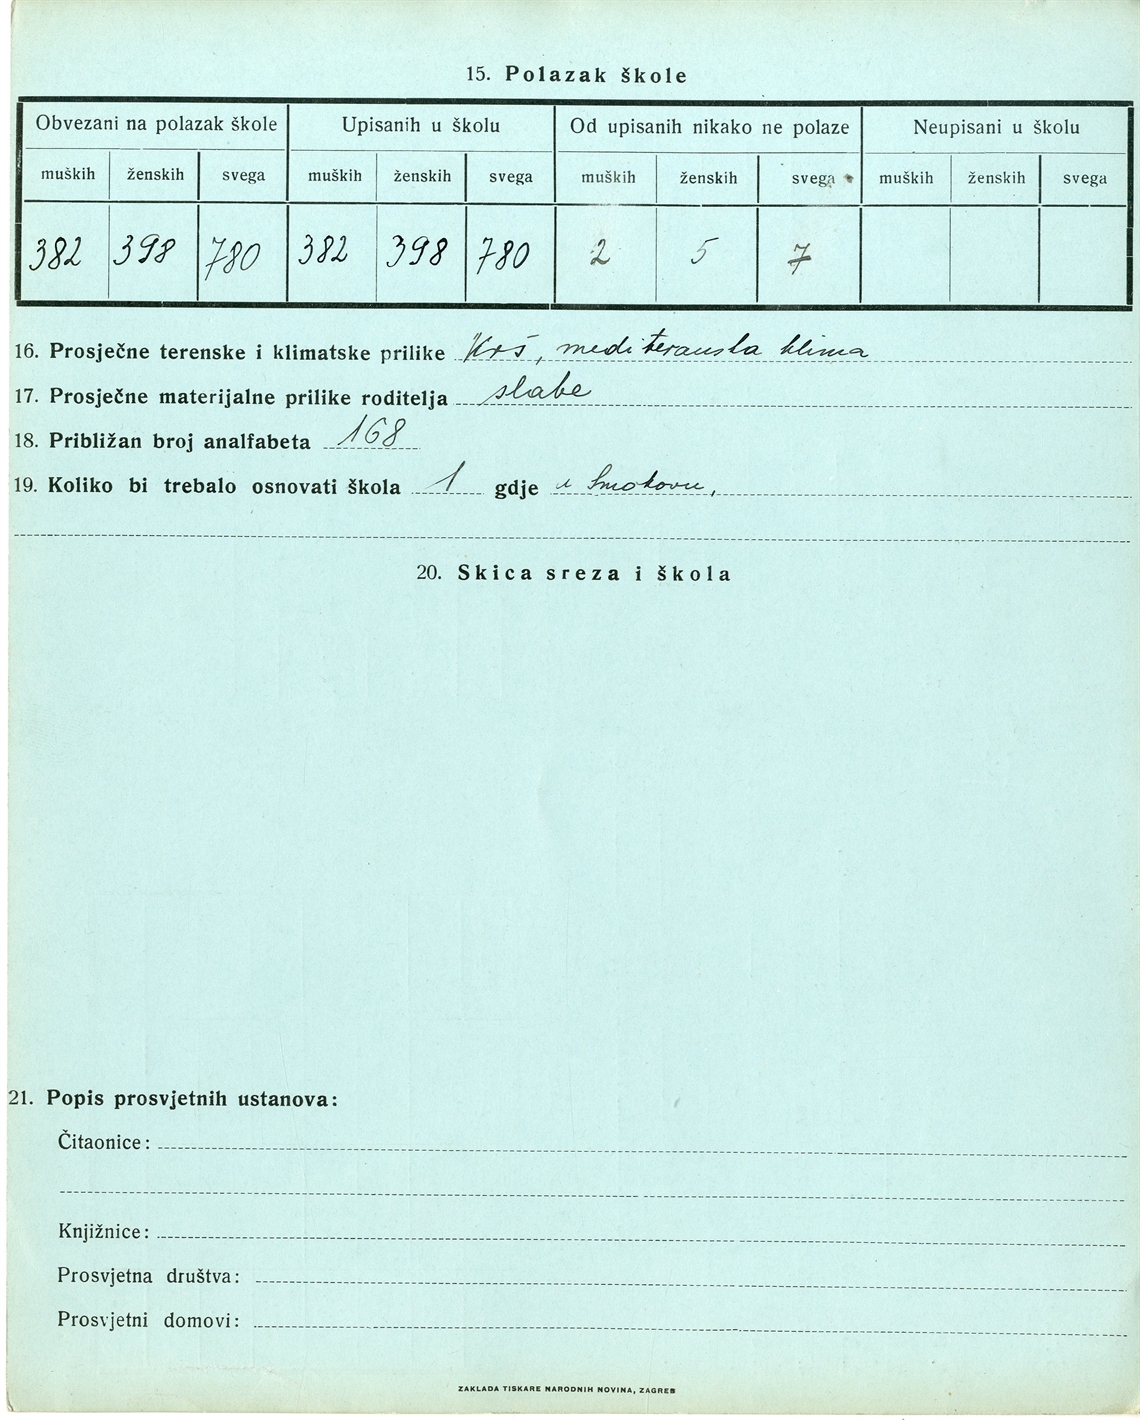 15. Polazak škole
Obvezani na polazak škole Upisanih u školu Od upisanih nikako ne polaze Neupisani u školu
muških ženskih svega muških ženskih svega muških ženskih svega muških ženskih svega
382 398 780 382 398 780 2 5 7
16. Prosječne terenske i klimatske prilike Krš, mediteranska klima
17. Prosječne materijalne prilike roditelja slabe
18. Približan broj analfabeta 168
19. Koliko bi trebalo osnovati škola 1 gdje u Smokovu,
20. Skica sreza i škola
21. Popis prosvjetnih ustanova:
Čitaonice:
Knjižnice:
Prosvjetna društva:
Prosvjetni domovi:
ZAKLADA TISKARE NARODNIH NOVINA, ZAGREB